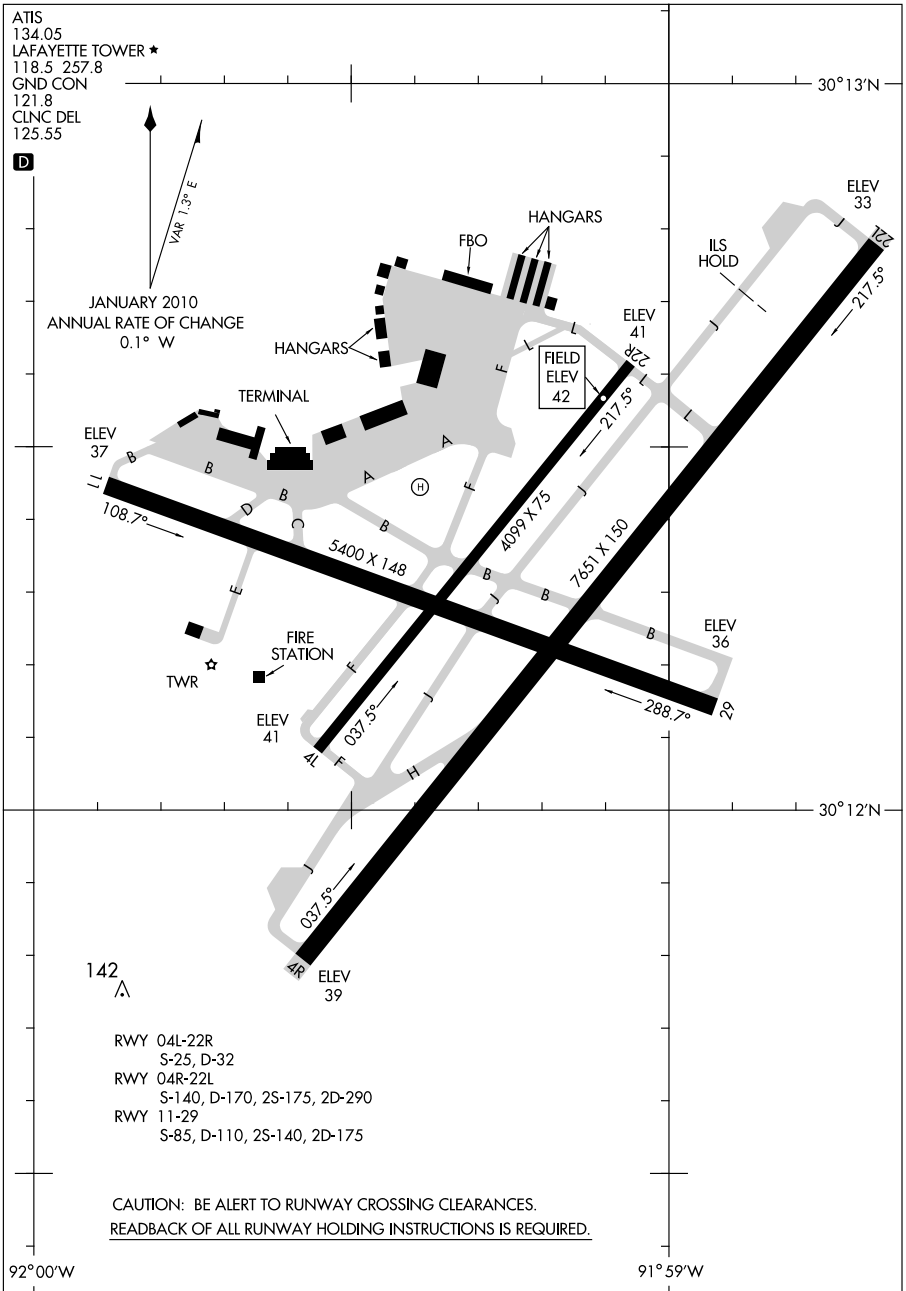 ATIS
134.05
LAFAYETTE TOWER ★
118.5 257.8
GND CON
121.8
CLNC DEL
125.55
D
VAR 1.3° E
JANUARY 2010
ANNUAL RATE OF CHANGE
0.1° W
30°13'N
ELEV
33
22L
217.5°
J
ILS
HOLD
J
HANGARS
FBO
HANGARS
ELEV
41
22R
L
L
L
L
F
FIELD
ELEV
42
217.5°
TERMINAL
ELEV
37
11
108.7°
B
B
B
D
C
A
A
B
H
F
E
5400 X 148
4099 X 75
7651 X 150
J
J
B
B
B
ELEV
36
29
288.7°
FIRE
STATION
TWR
F
ELEV
41
4L
037.5°
J
F
H
30°12'N
J
037.5°
4R
ELEV
39
142
RWY 04L-22R
S-25, D-32
RWY 04R-22L
S-140, D-170, 2S-175, 2D-290
RWY 11-29
S-85, D-110, 2S-140, 2D-175
CAUTION: BE ALERT TO RUNWAY CROSSING CLEARANCES.
READBACK OF ALL RUNWAY HOLDING INSTRUCTIONS IS REQUIRED.
92°00'W
91°59'W